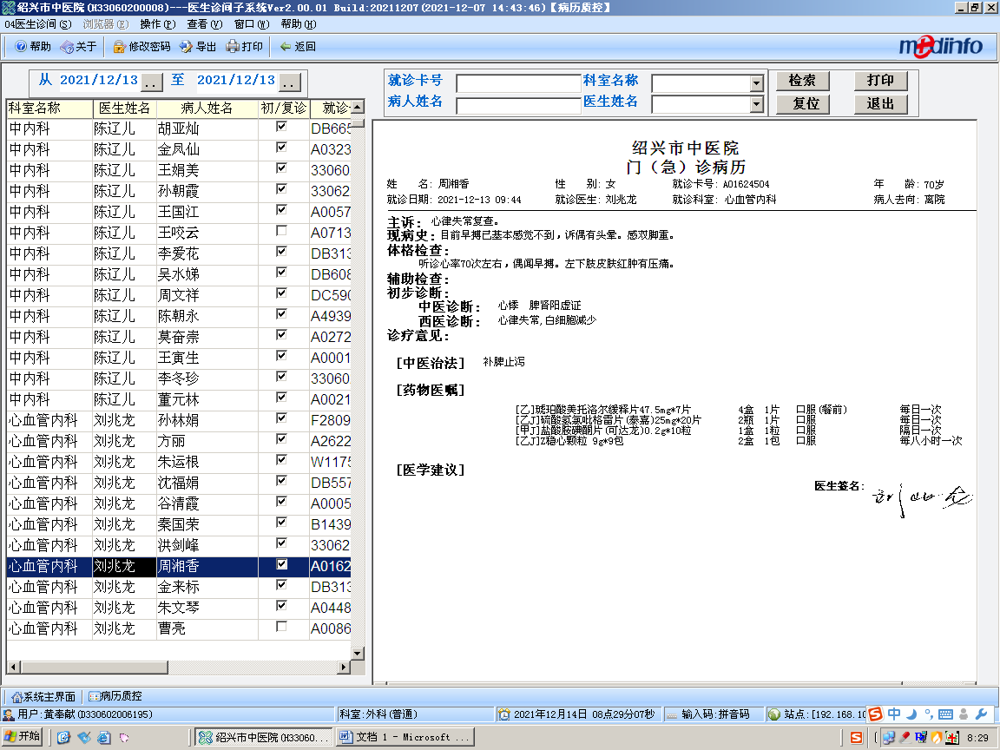 绍兴市中医院(H33060200008)---医生诊间子系统Ver2.00.01 Build:20211207(2021-12-07 14:43:46)【病历质控】
04医生诊间(S) 浏览器(E) 操作(P) 查看(V) 窗口(W) 帮助(H)
帮助 关于 修改密码 导出 打印 返回
medinfo
从 2021/12/13 .. 至 2021/12/13 ..
就诊卡号 科室名称 检索 打印
病人姓名 医生姓名 复位 退出
科室名称 医生姓名 病人姓名 初/复诊 就诊
中内科 陈辽儿 胡亚灿 DB665
中内科 陈辽儿 金凤仙 A0323
中内科 陈辽儿 王娟美 33060
中内科 陈辽儿 孙朝霞 33062
中内科 陈辽儿 王国江 A0057
中内科 陈辽儿 王咬云 A0713
中内科 陈辽儿 李爱花 DB313
中内科 陈辽儿 吴水娣 DB608
中内科 陈辽儿 周文祥 DC590
中内科 陈辽儿 陈朝永 A4939
中内科 陈辽儿 莫奋崇 A0272
中内科 陈辽儿 王寅生 A0001
中内科 陈辽儿 李冬珍 33060
中内科 陈辽儿 董元林 A0021
心血管内科 刘兆龙 孙林娟 F2809
心血管内科 刘兆龙 方丽 A2622
心血管内科 刘兆龙 朱运根 W1175
心血管内科 刘兆龙 沈福娟 DB557
心血管内科 刘兆龙 谷清霞 A0005
心血管内科 刘兆龙 秦国荣 B1439
心血管内科 刘兆龙 洪剑峰 33062
心血管内科 刘兆龙 周湘香 A0162
心血管内科 刘兆龙 金来标 DB313
心血管内科 刘兆龙 朱文琴 A0448
心血管内科 刘兆龙 曹亮 A0086
绍兴市中医院
门（急）诊病历
姓 名: 周湘香 性 别: 女 就诊卡号: A01624504 年 龄: 70岁
就诊日期: 2021-12-13 09:44 就诊医生: 刘兆龙 就诊科室: 心血管内科 病人去向: 离院
主诉: 心律失常复查。
现病史: 目前早搏已基本感觉不到，诉偶有头晕。感双脚重。
体格检查:
听诊心率70次左右，偶闻早搏。左下肢皮肤红肿有压痛。
辅助检查:
初步诊断:
中医诊断: 心悸 脾肾阳虚证
西医诊断: 心律失常,白细胞减少
诊疗意见:
[中医治法] 补脾止泻
[药物医嘱]
[乙]琥珀酸美托洛尔缓释片47.5mg*7片 4盒 1片 口服(餐前) 每日一次
[乙J]硫酸氢氯吡格雷片(泰嘉)25mg*20片 2瓶 1片 口服 每日一次
[甲J]盐酸胺碘酮片(可达龙)0.2g*10粒 1盒 1粒 口服 隔日一次
[乙J]Z稳心颗粒 9g*9包 2盒 1包 口服 每八小时一次
[医学建议]
医生签名: 刘兆龙
系统主界面 病历质控
用户:黄奉献(D330602006195) 科室:外科(普通) 2021年12月14日 08点29分07秒 输入码:拼音码 站点:[192.168.10 中
开始 绍兴市中医院(H33060... 文档 1 - Microsoft ... 8:29